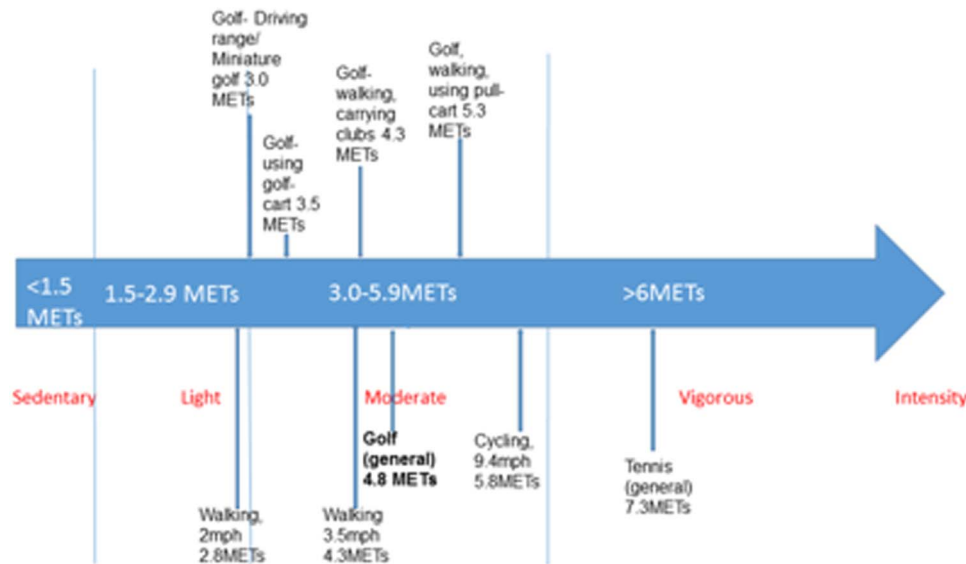 Golf- Driving
range/
Miniature
golf 3.0
METs
Golf-
using
golf-
cart 3.5
METs
Golf-
walking,
carrying
clubs 4.3
METs
Golf,
walking,
using pull-
cart 5.3
METs
<1.5
METs
1.5-2.9 METs
3.0-5.9METs
>6METs
Sedentary
Light
Moderate
Vigorous
Intensity
Walking,
2mph
2.8METs
Walking
3.5mph
4.3METs
Golf
(general)
4.8 METs
Cycling,
9.4mph
5.8METs
Tennis
(general)
7.3METs